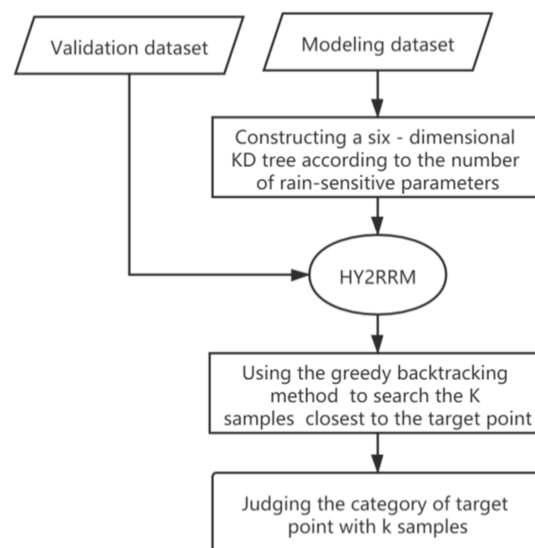 Validation dataset
Modeling dataset
Constructing a six - dimensional
KD tree according to the number
of rain-sensitive parameters
HY2RRM
Using the greedy backtracking
method to search the K
samples closest to the target point
Judging the category of target
point with k samples